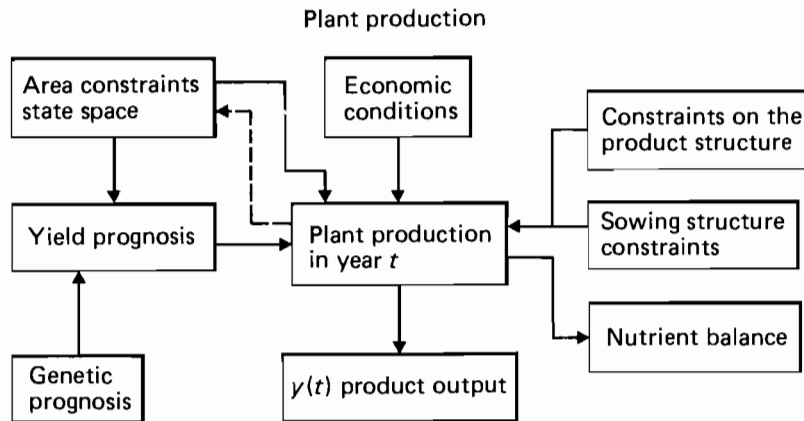 Plant production
Area constraints
state space
Economic
conditions
Constraints on the
product structure
Yield prognosis
Plant production
in year t
Sowing structure
constraints
Nutrient balance
Genetic
prognosis
y(t) product output